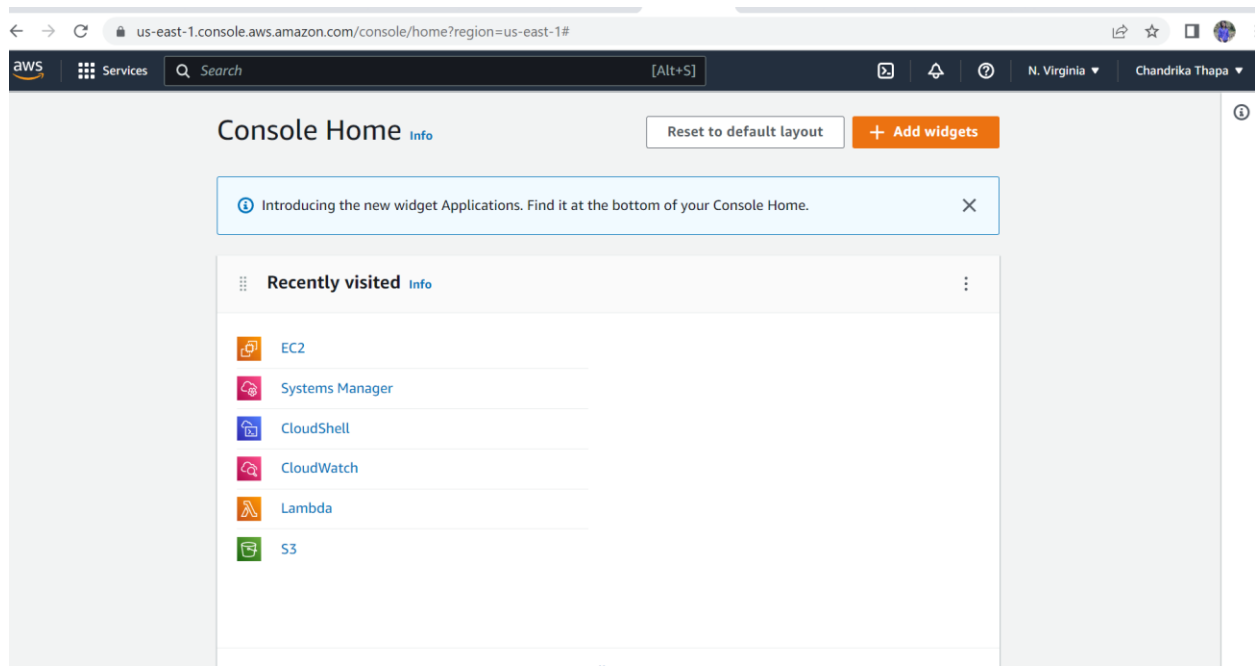 us-east-1.console.aws.amazon.com/console/home?region=us-east-1#
aws Services Search [Alt+S] N. Virginia Chandrika Thapa
Console Home Info Reset to default layout + Add widgets
Introducing the new widget Applications. Find it at the bottom of your Console Home.
Recently visited Info
EC2
Systems Manager
CloudShell
CloudWatch
Lambda
S3